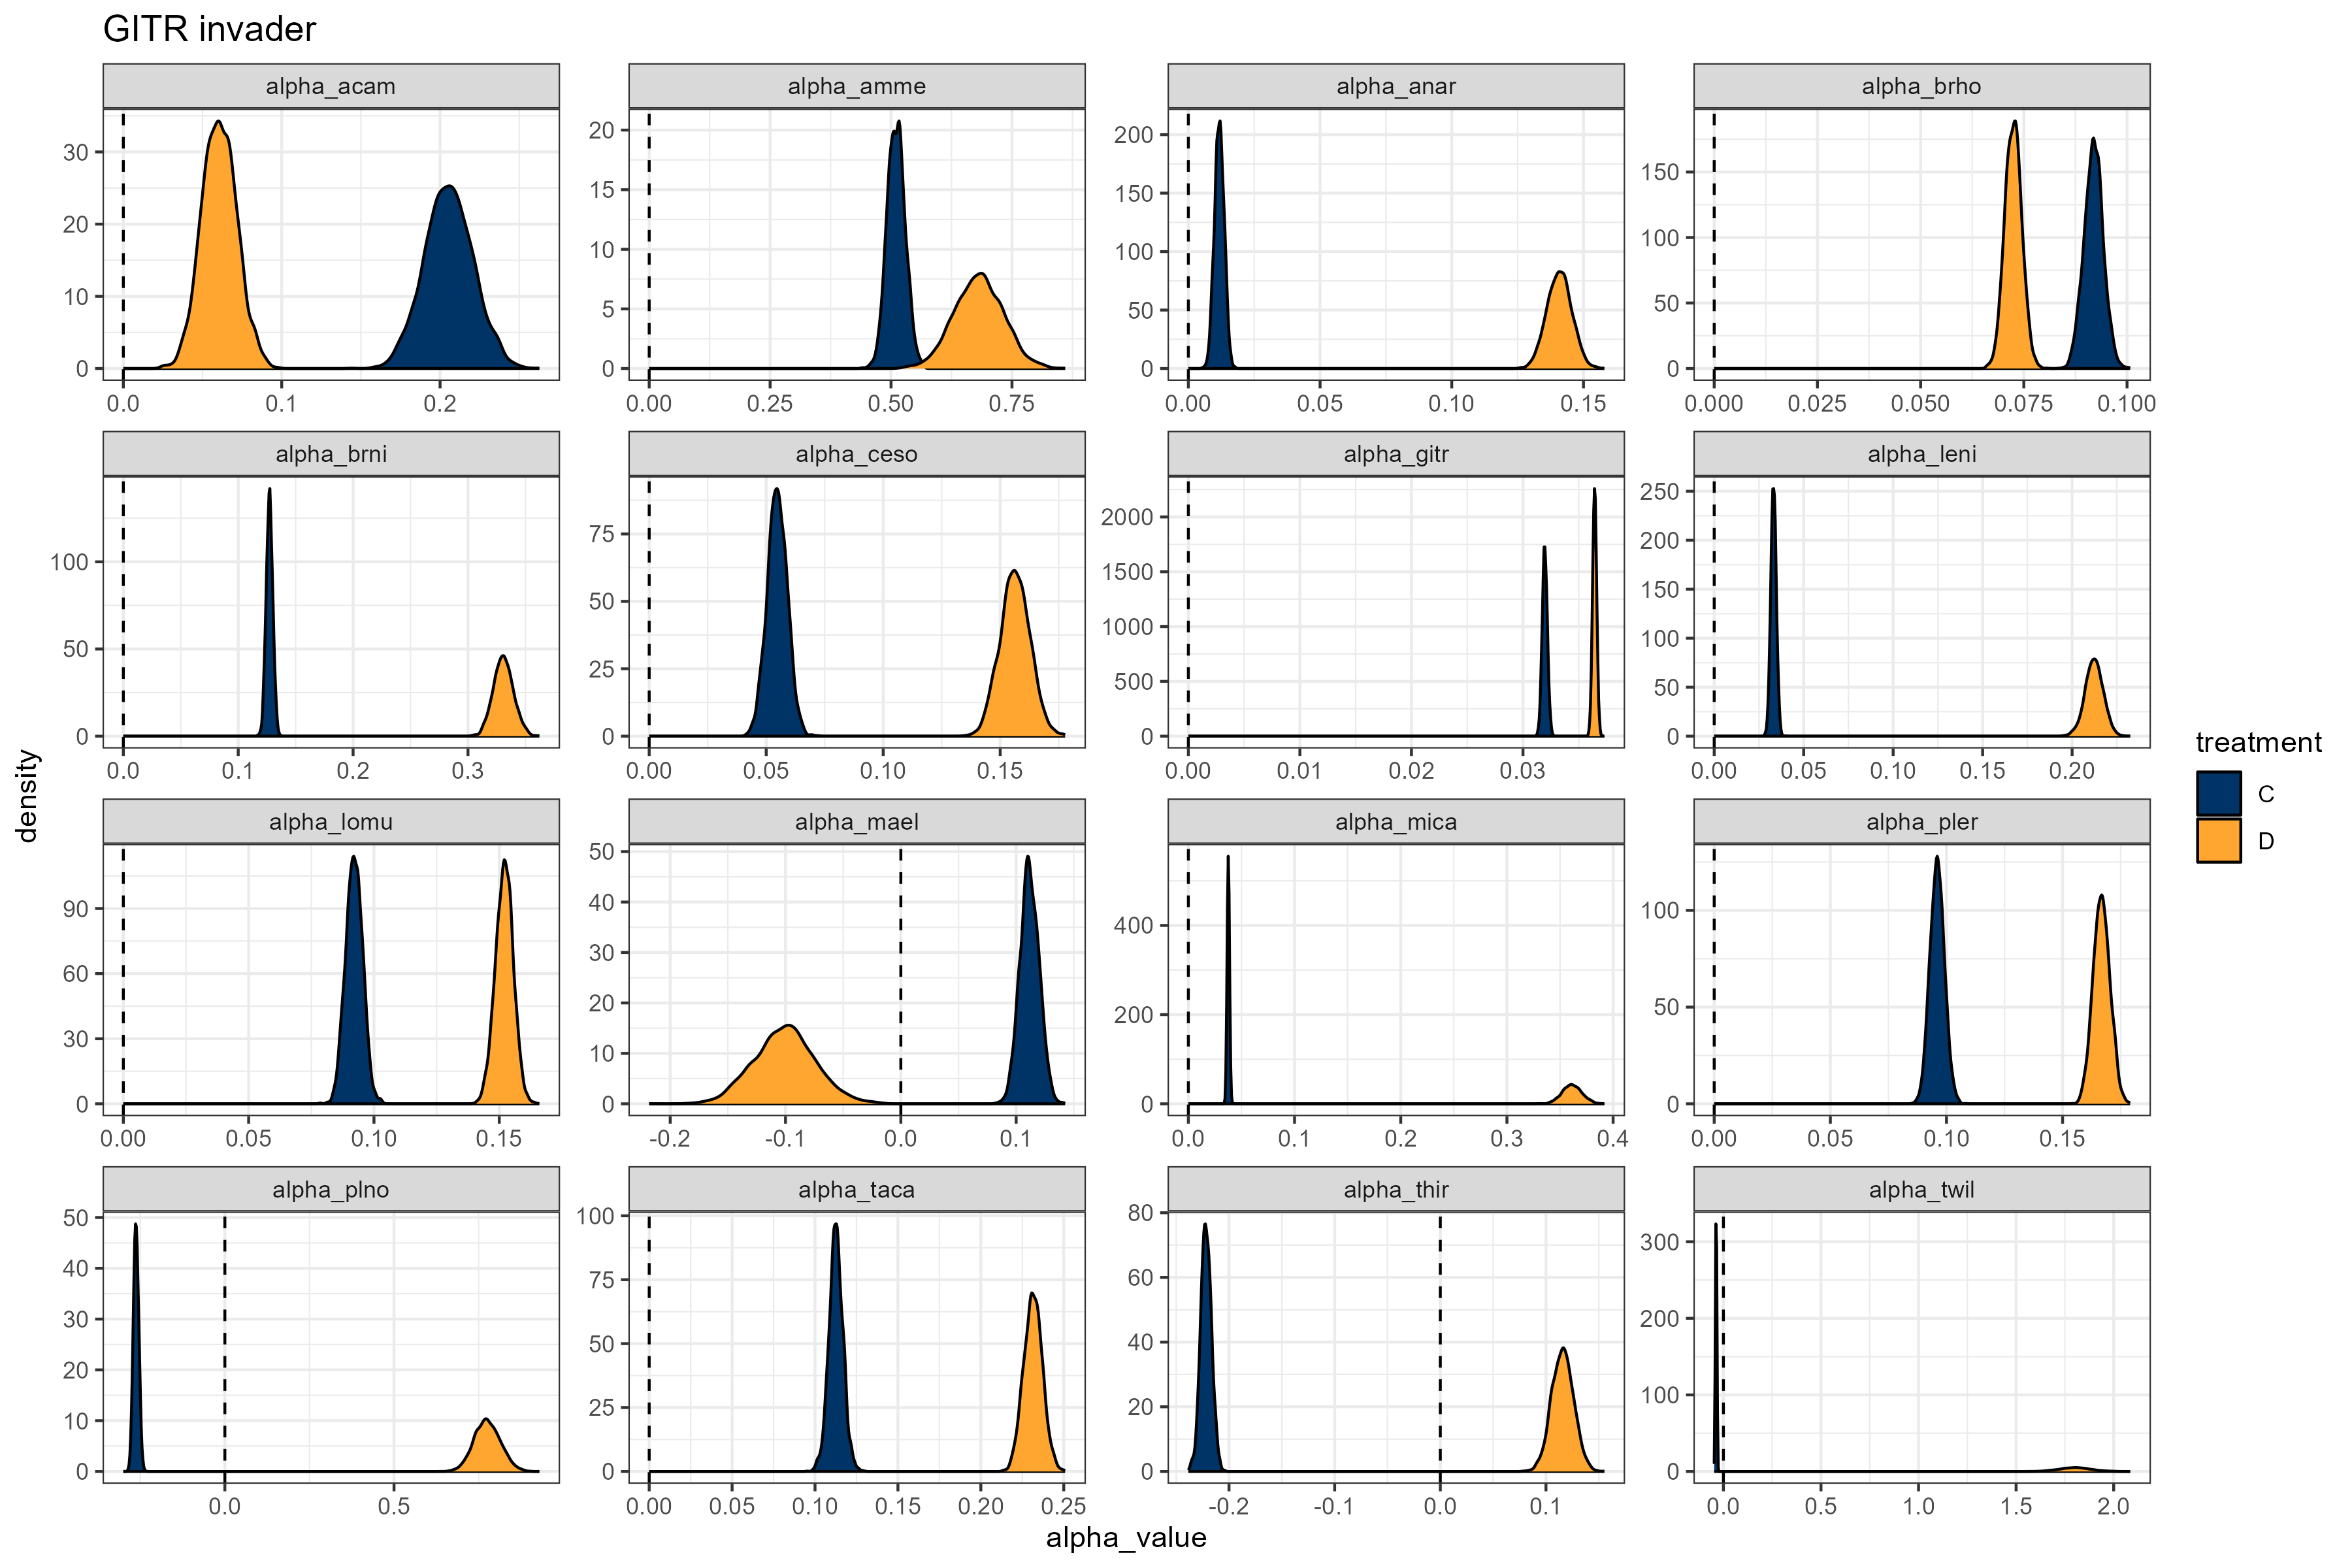 GITR invader
alpha_acam
alpha_amme
alpha_anar
alpha_brho
30
20
10
0
0.0 0.1 0.2
20
15
10
5
0
0.00 0.25 0.50 0.75
200
150
100
50
0
0.00 0.05 0.10 0.15
150
100
50
0
0.000 0.025 0.050 0.075 0.100
alpha_brni
alpha_ceso
alpha_gitr
alpha_leni
100
50
0
0.0 0.1 0.2 0.3
75
50
25
0
0.00 0.05 0.10 0.15
2000
1500
1000
500
0
0.00 0.01 0.02 0.03
250
200
150
100
50
0
0.00 0.05 0.10 0.15 0.20
alpha_lomu
alpha_mael
alpha_mica
alpha_pler
90
60
30
0
0.00 0.05 0.10 0.15
50
40
30
20
10
0
-0.2 -0.1 0.0 0.1
400
200
0
0.0 0.1 0.2 0.3 0.4
100
50
0
0.00 0.05 0.10 0.15
alpha_plno
alpha_taca
alpha_thir
alpha_twil
50
40
30
20
10
0
0.0 0.5
100
75
50
25
0
0.00 0.05 0.10 0.15 0.20 0.25
80
60
40
20
0
-0.2 -0.1 0.0 0.1
300
200
100
0
0.0 0.5 1.0 1.5 2.0
density
alpha_value
treatment
C
D